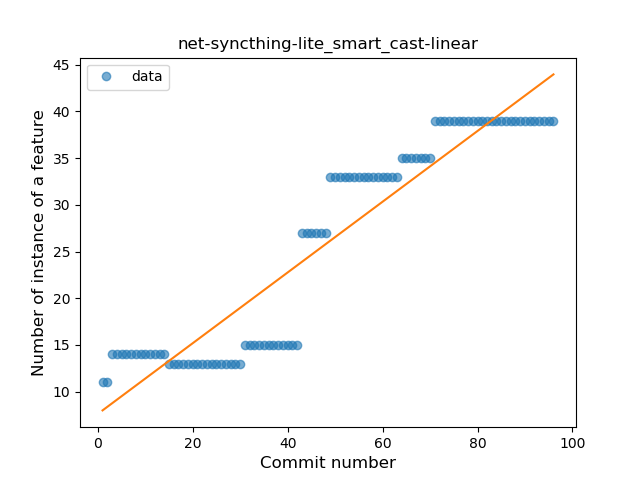 net-syncthing-lite_smart_cast-linear
data
Number of instance of a feature
45
40
35
30
25
20
15
10
0 20 40 60 80 100
Commit number